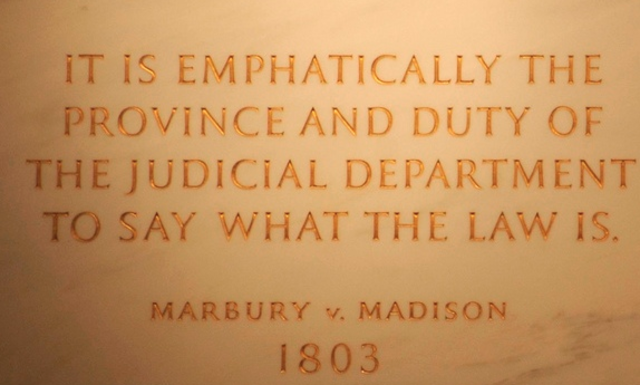 IT IS EMPHATICALLY THE
PROVINCE AND DUTY OF
THE JUDICIAL DEPARTMENT
TO SAY WHAT THE LAW IS.
MARBURY v. MADISON
1803